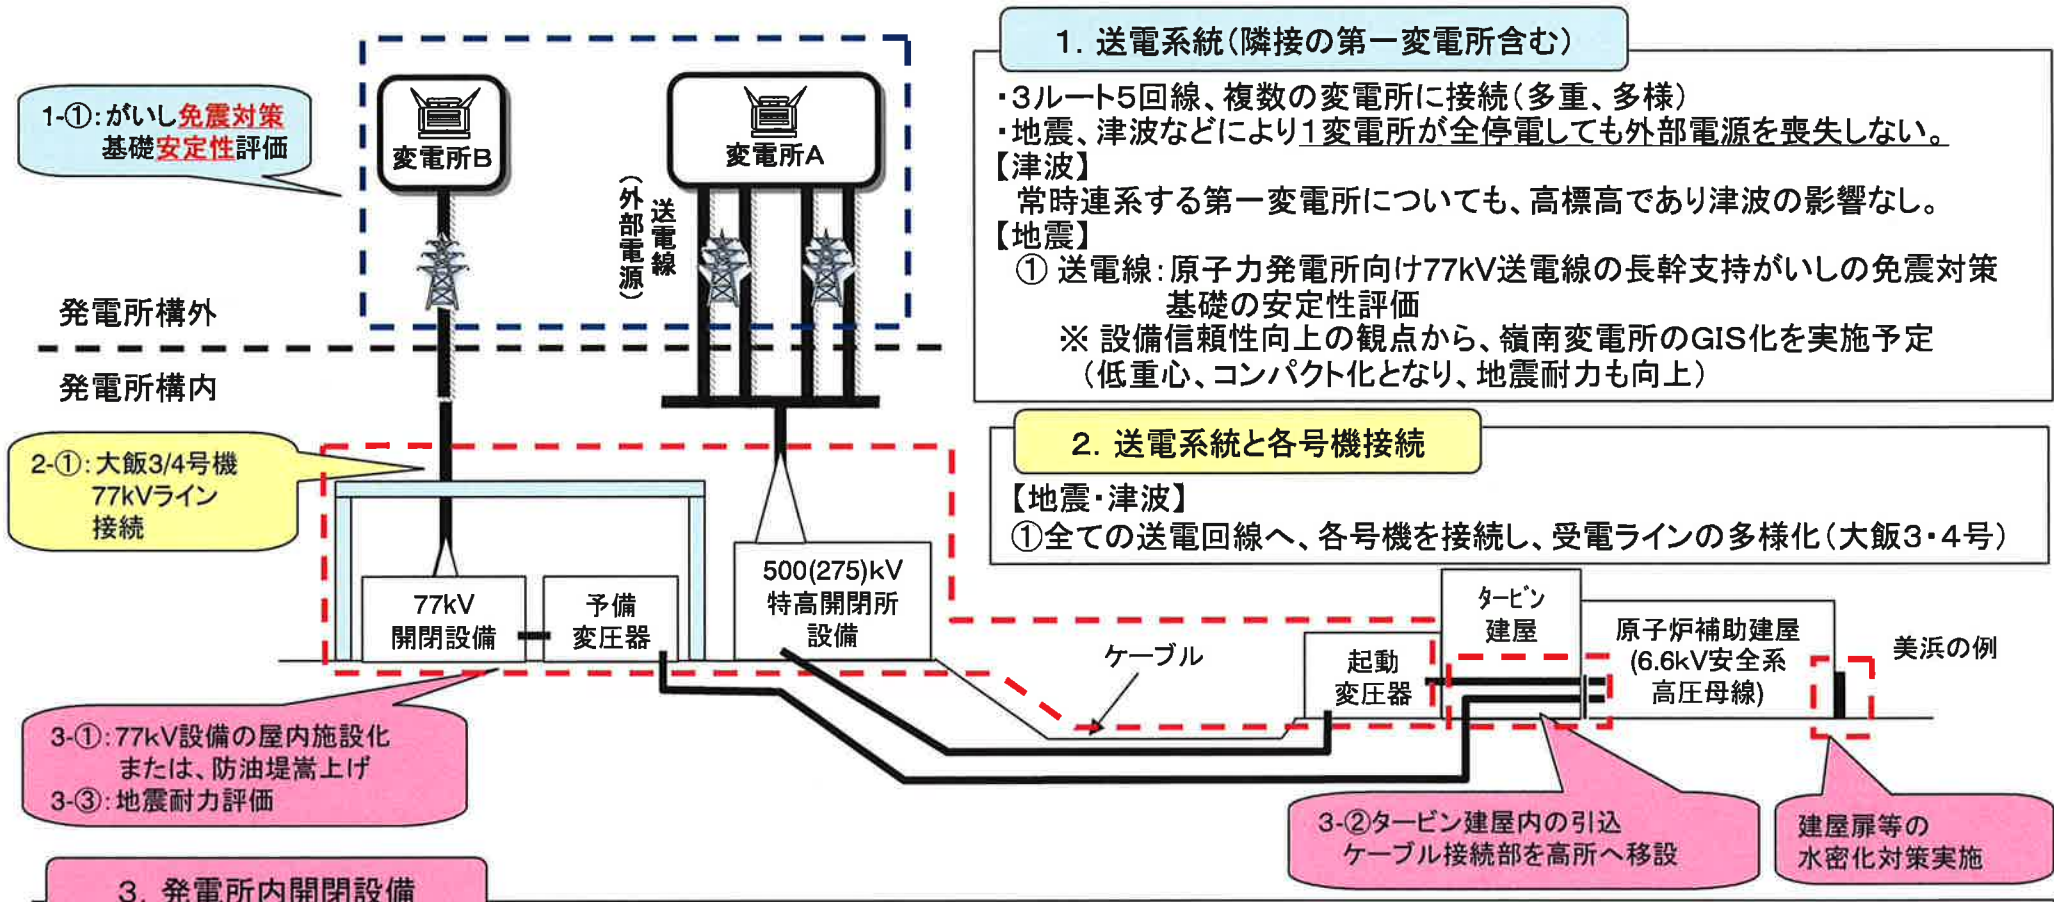 1. 送電系統(隣接の第一変電所含む)
・3ルート5回線、複数の変電所に接続(多重、多様)
・地震、津波などにより1変電所が全停電しても外部電源を喪失しない。
【津波】
常時連系する第一変電所についても、高標高であり津波の影響なし。
【地震】
① 送電線:原子力発電所向け77kV送電線の長幹支持がいしの免震対策
基礎の安定性評価
※ 設備信頼性向上の観点から、嶺南変電所のGIS化を実施予定
(低重心、コンパクト化となり、地震耐力も向上)
1-①:がいし免震対策
基礎安定性評価
変電所B
変電所A
送電線
(外部電源)
発電所構外
発電所構内
2. 送電系統と各号機接続
【地震・津波】
①全ての送電回線へ、各号機を接続し、受電ラインの多様化(大飯3・4号)
2-①:大飯3/4号機
77kVライン
接続
77kV
開閉設備
予備
変圧器
500(275)kV
特高開閉所
設備
ケーブル
起動
変圧器
タービン
建屋
原子炉補助建屋
(6.6kV安全系
高圧母線)
美浜の例
3-①:77kV設備の屋内施設化
または、防油堤嵩上げ
3-③:地震耐力評価
3-②タービン建屋内の引込
ケーブル接続部を高所へ移設
建屋扉等の
水密化対策実施
3. 発電所内開閉設備